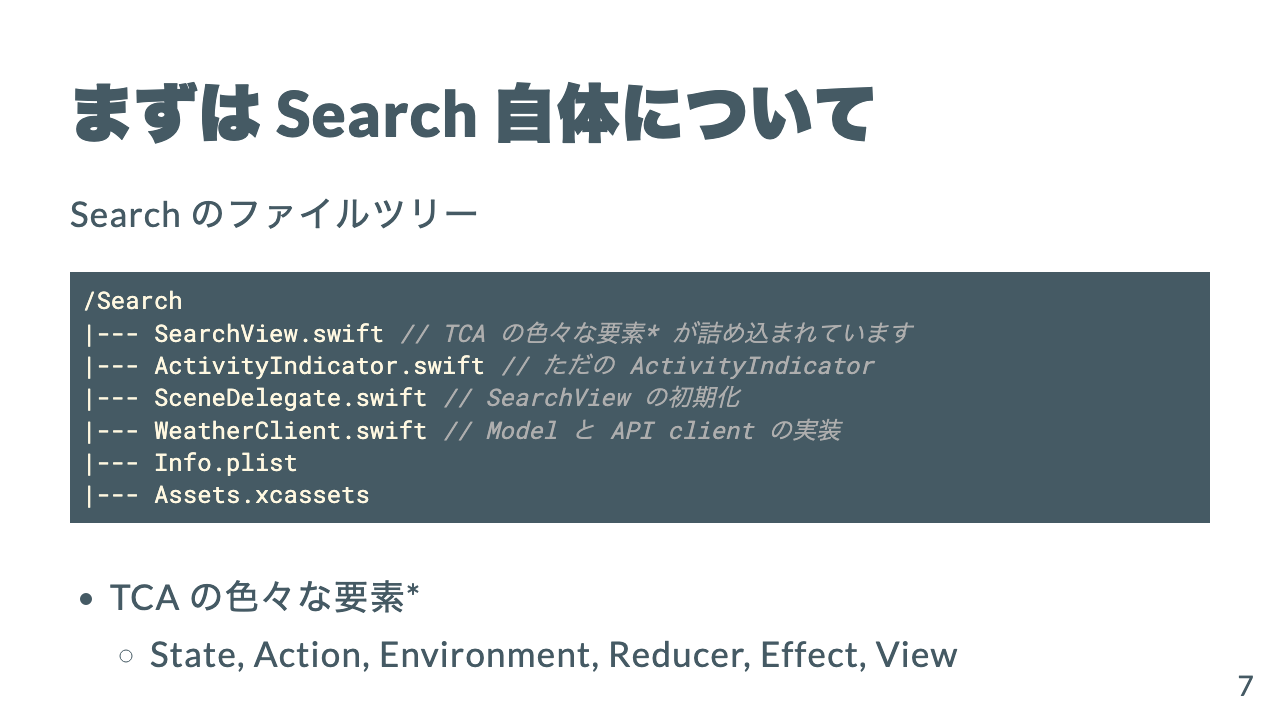 まずは Search 自体について
Search のファイルツリー
/Search
|--- SearchView.swift // TCA の色々な要素* が詰め込まれています
|--- ActivityIndicator.swift // ただの ActivityIndicator
|--- SceneDelegate.swift // SearchView の初期化
|--- WeatherClient.swift // Model と API client の実装
|--- Info.plist
|--- Assets.xcassets
• TCA の色々な要素*
○ State, Action, Environment, Reducer, Effect, View
7